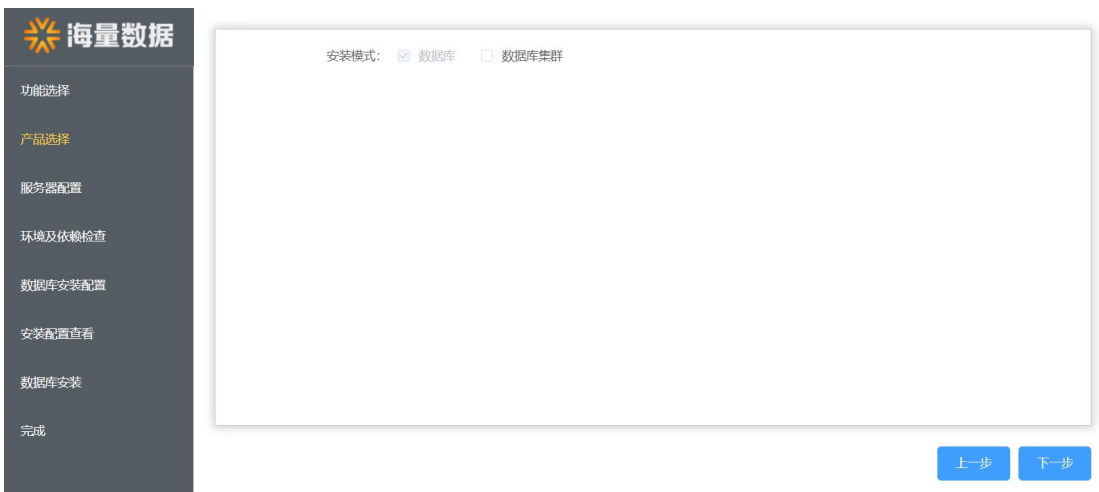 海量数据
功能选择
产品选择
服务器配置
环境及依赖检查
数据库安装配置
安装配置查看
数据库安装
完成
安装模式： 数据库 数据库集群
上一步 下一步